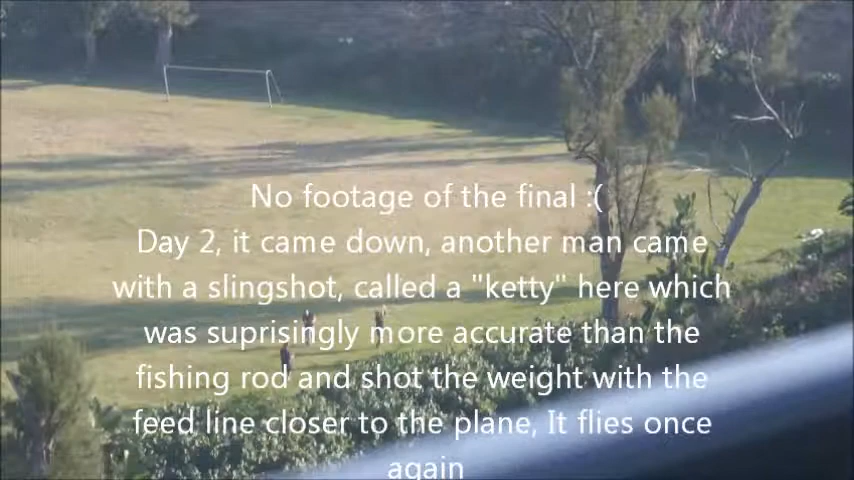 No footage of the final :(
Day 2, it came down, another man came
with a slingshot, called a "ketty" here which
was suprisingly more accurate than the
fishing rod and shot the weight with the
feed line closer to the plane, It flies once
again